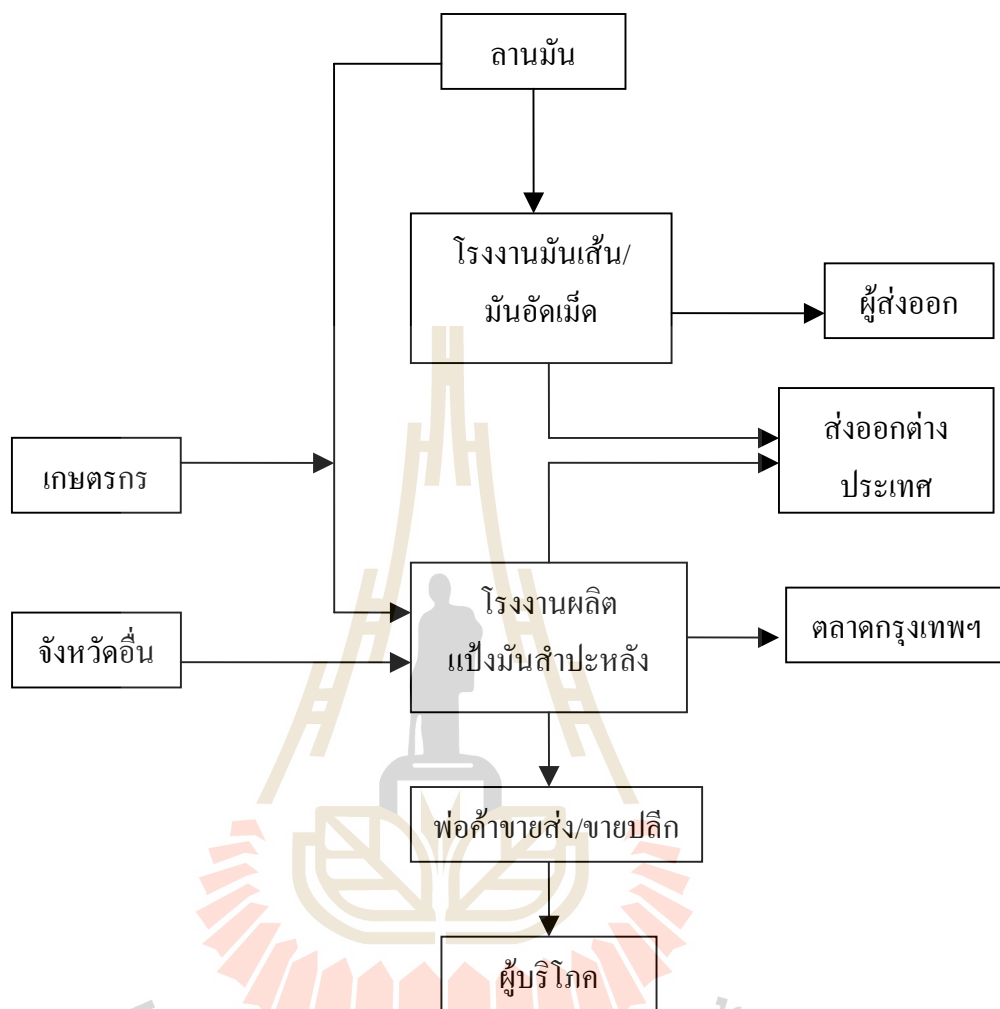 ลานมัน
โรงงานมันเส้น/
มันอัดเม็ด
ผู้ส่งออก
ส่งออกต่าง
ประเทศ
เกษตรกร
โรงงานผลิต
แป้งมันสำปะหลัง
ตลาดกรุงเทพฯ
จังหวัดอื่น
พ่อค้าขายส่ง/ขายปลีก
ผู้บริโภค